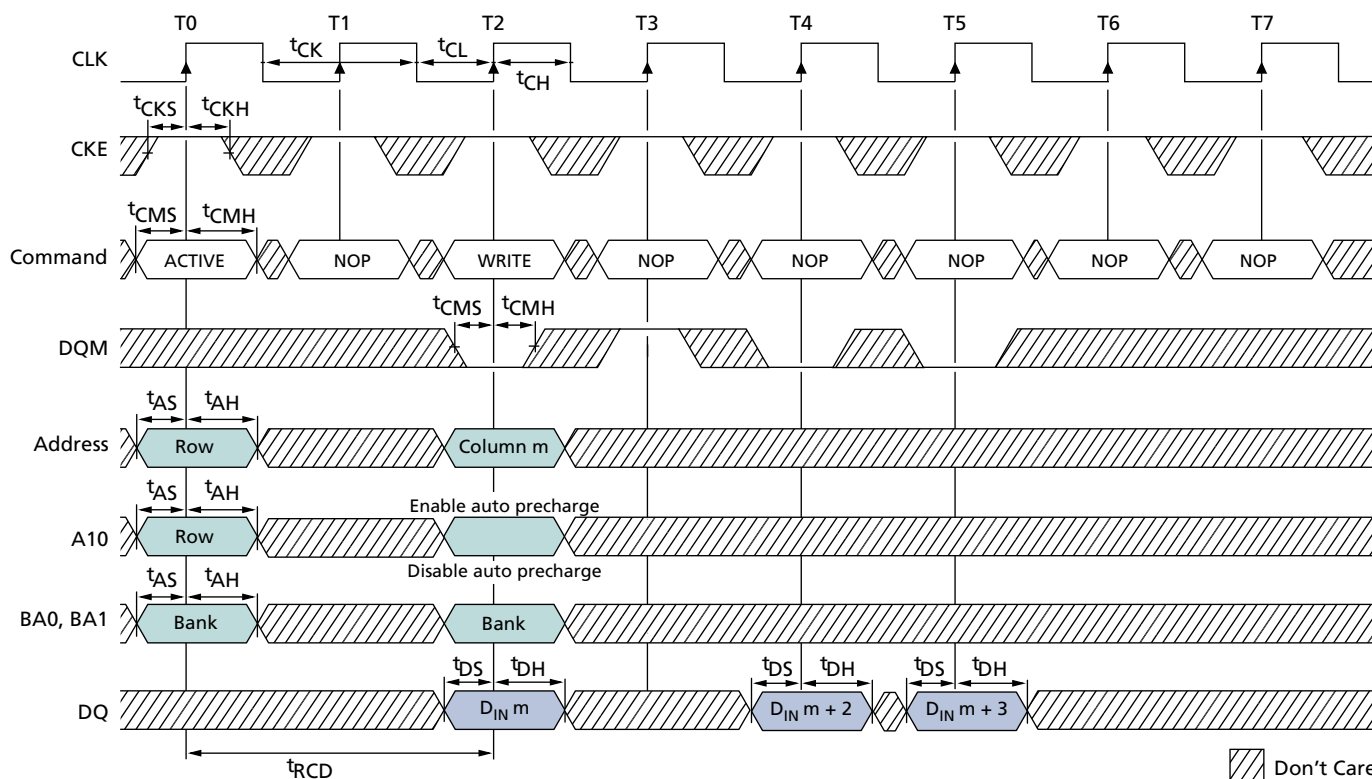 T0 T1 T2 T3 T4 T5 T6 T7
CLK tCK tCL
tCH
tCKS tCKH
CKE
tCMS tCMH
Command ACTIVE NOP WRITE NOP NOP NOP NOP NOP
tCMS tCMH
DQM
tAS tAH
Address Row Column m
tAS tAH Enable auto precharge
A10 Row
Disable auto precharge
tAS tAH
BA0, BA1 Bank Bank
tDS tDH tDS tDH tDS tDH
DQ DIN m DIN m + 2 DIN m + 3
tRCD
Don't Care